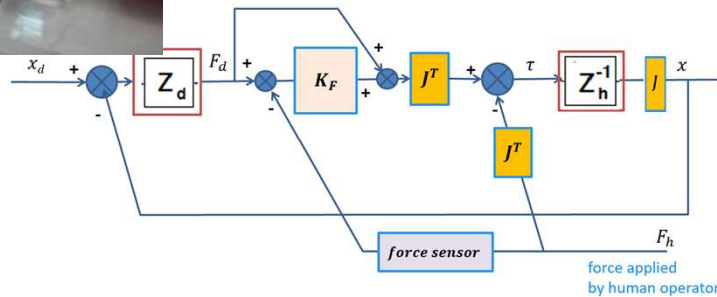 x_d + F_d + + τ x
Z_d K_F + J^T + Z_h^{-1} J
- - -
J^T
force sensor F_h
force applied
by human operator